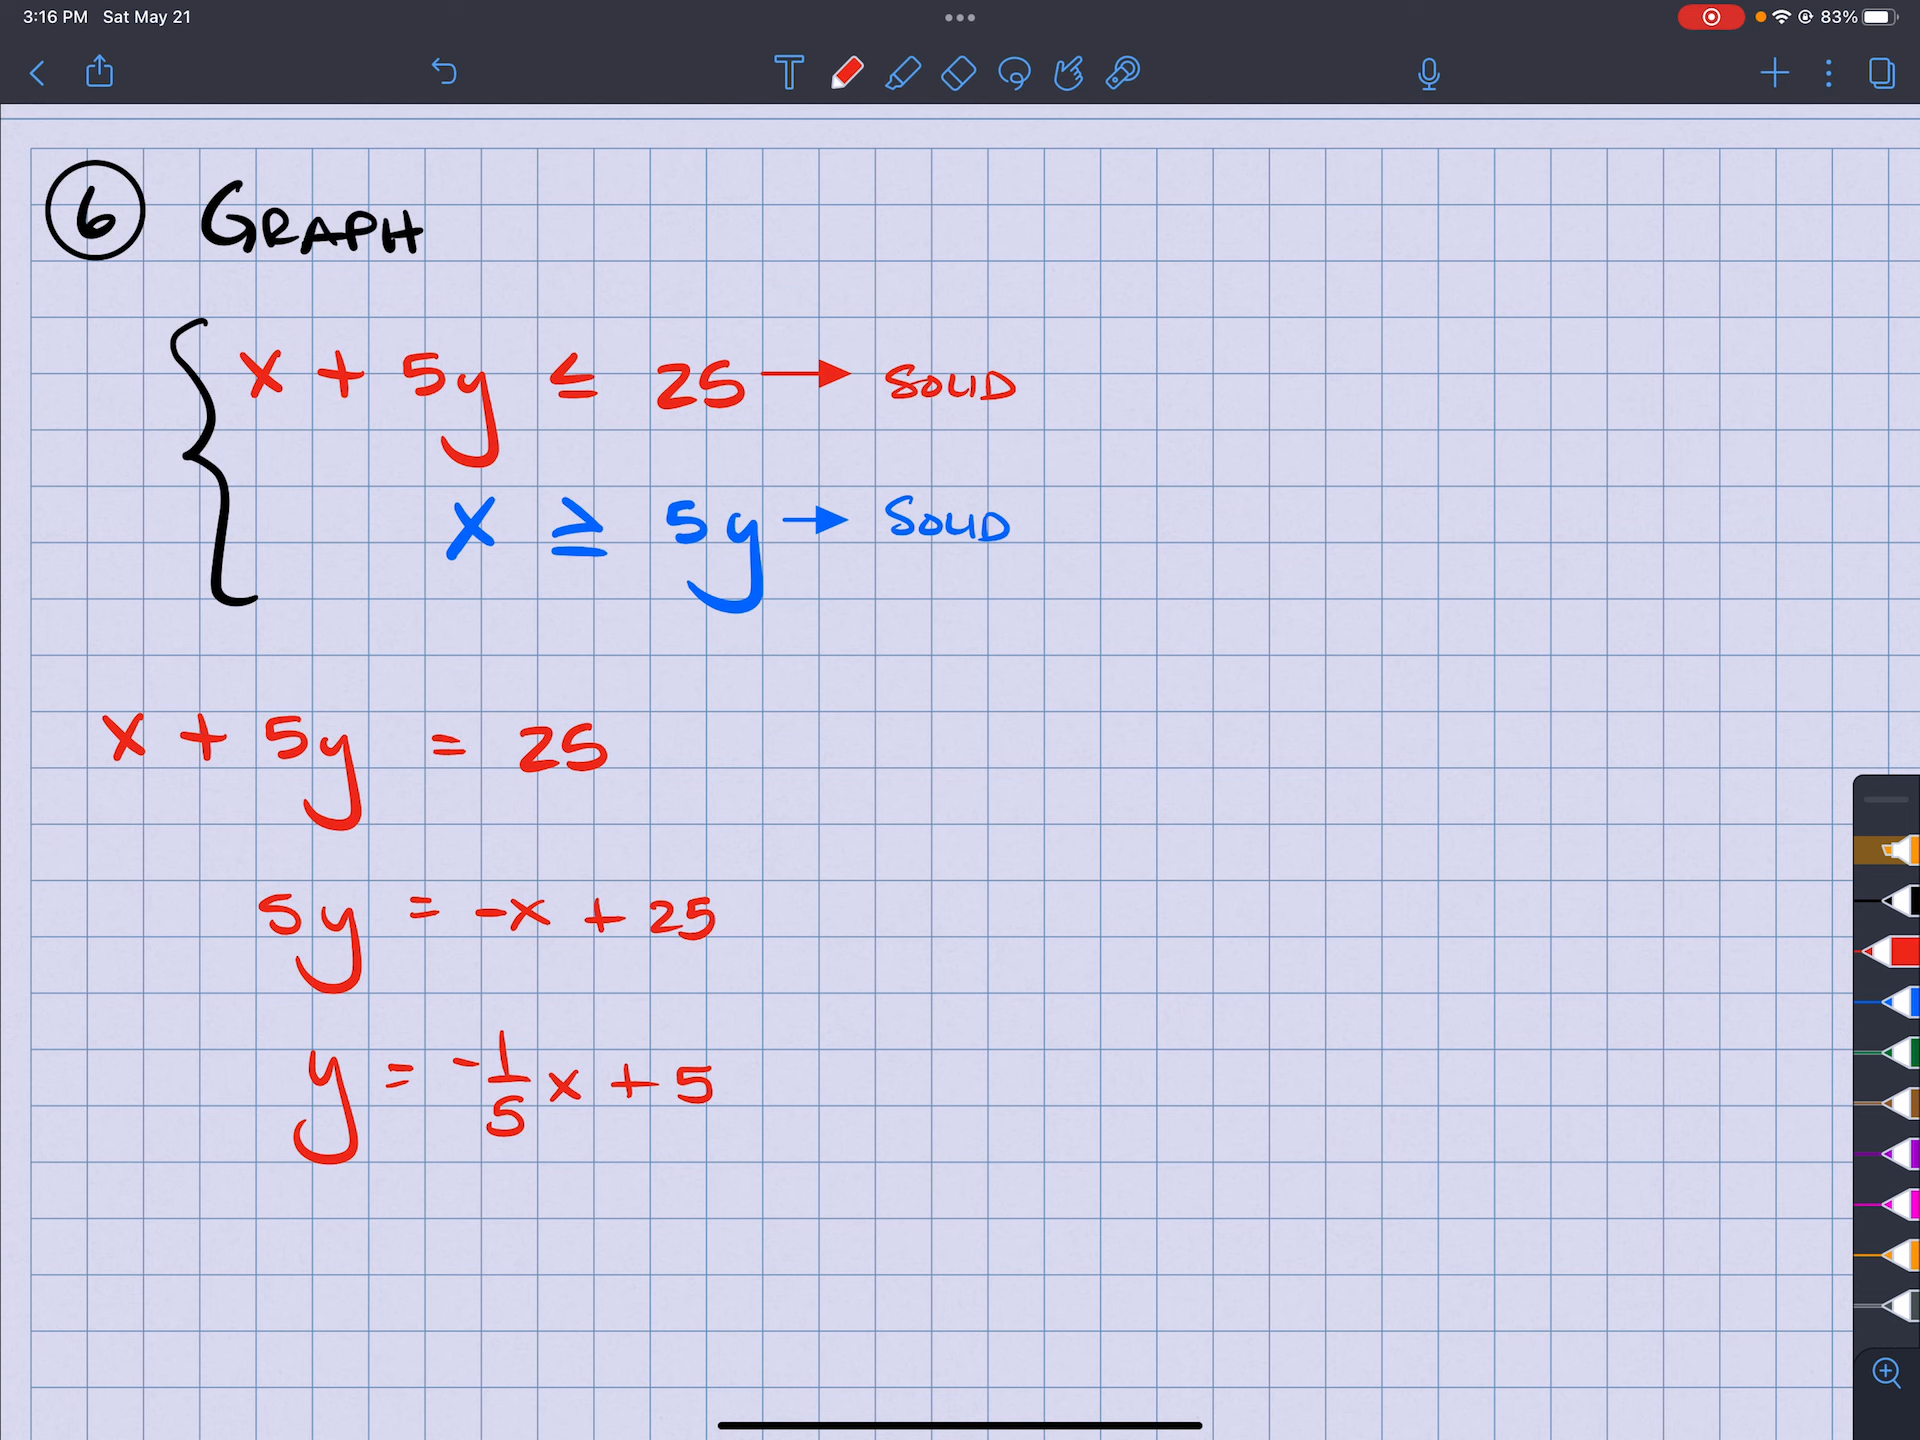 3:16 PM Sat May 21
83%
6 GRAPH
x + 5y ≤ 25 → SOLID
x ≥ 5y → SOLID
x + 5y = 25
5y = -x + 25
y = -1/5 x + 5